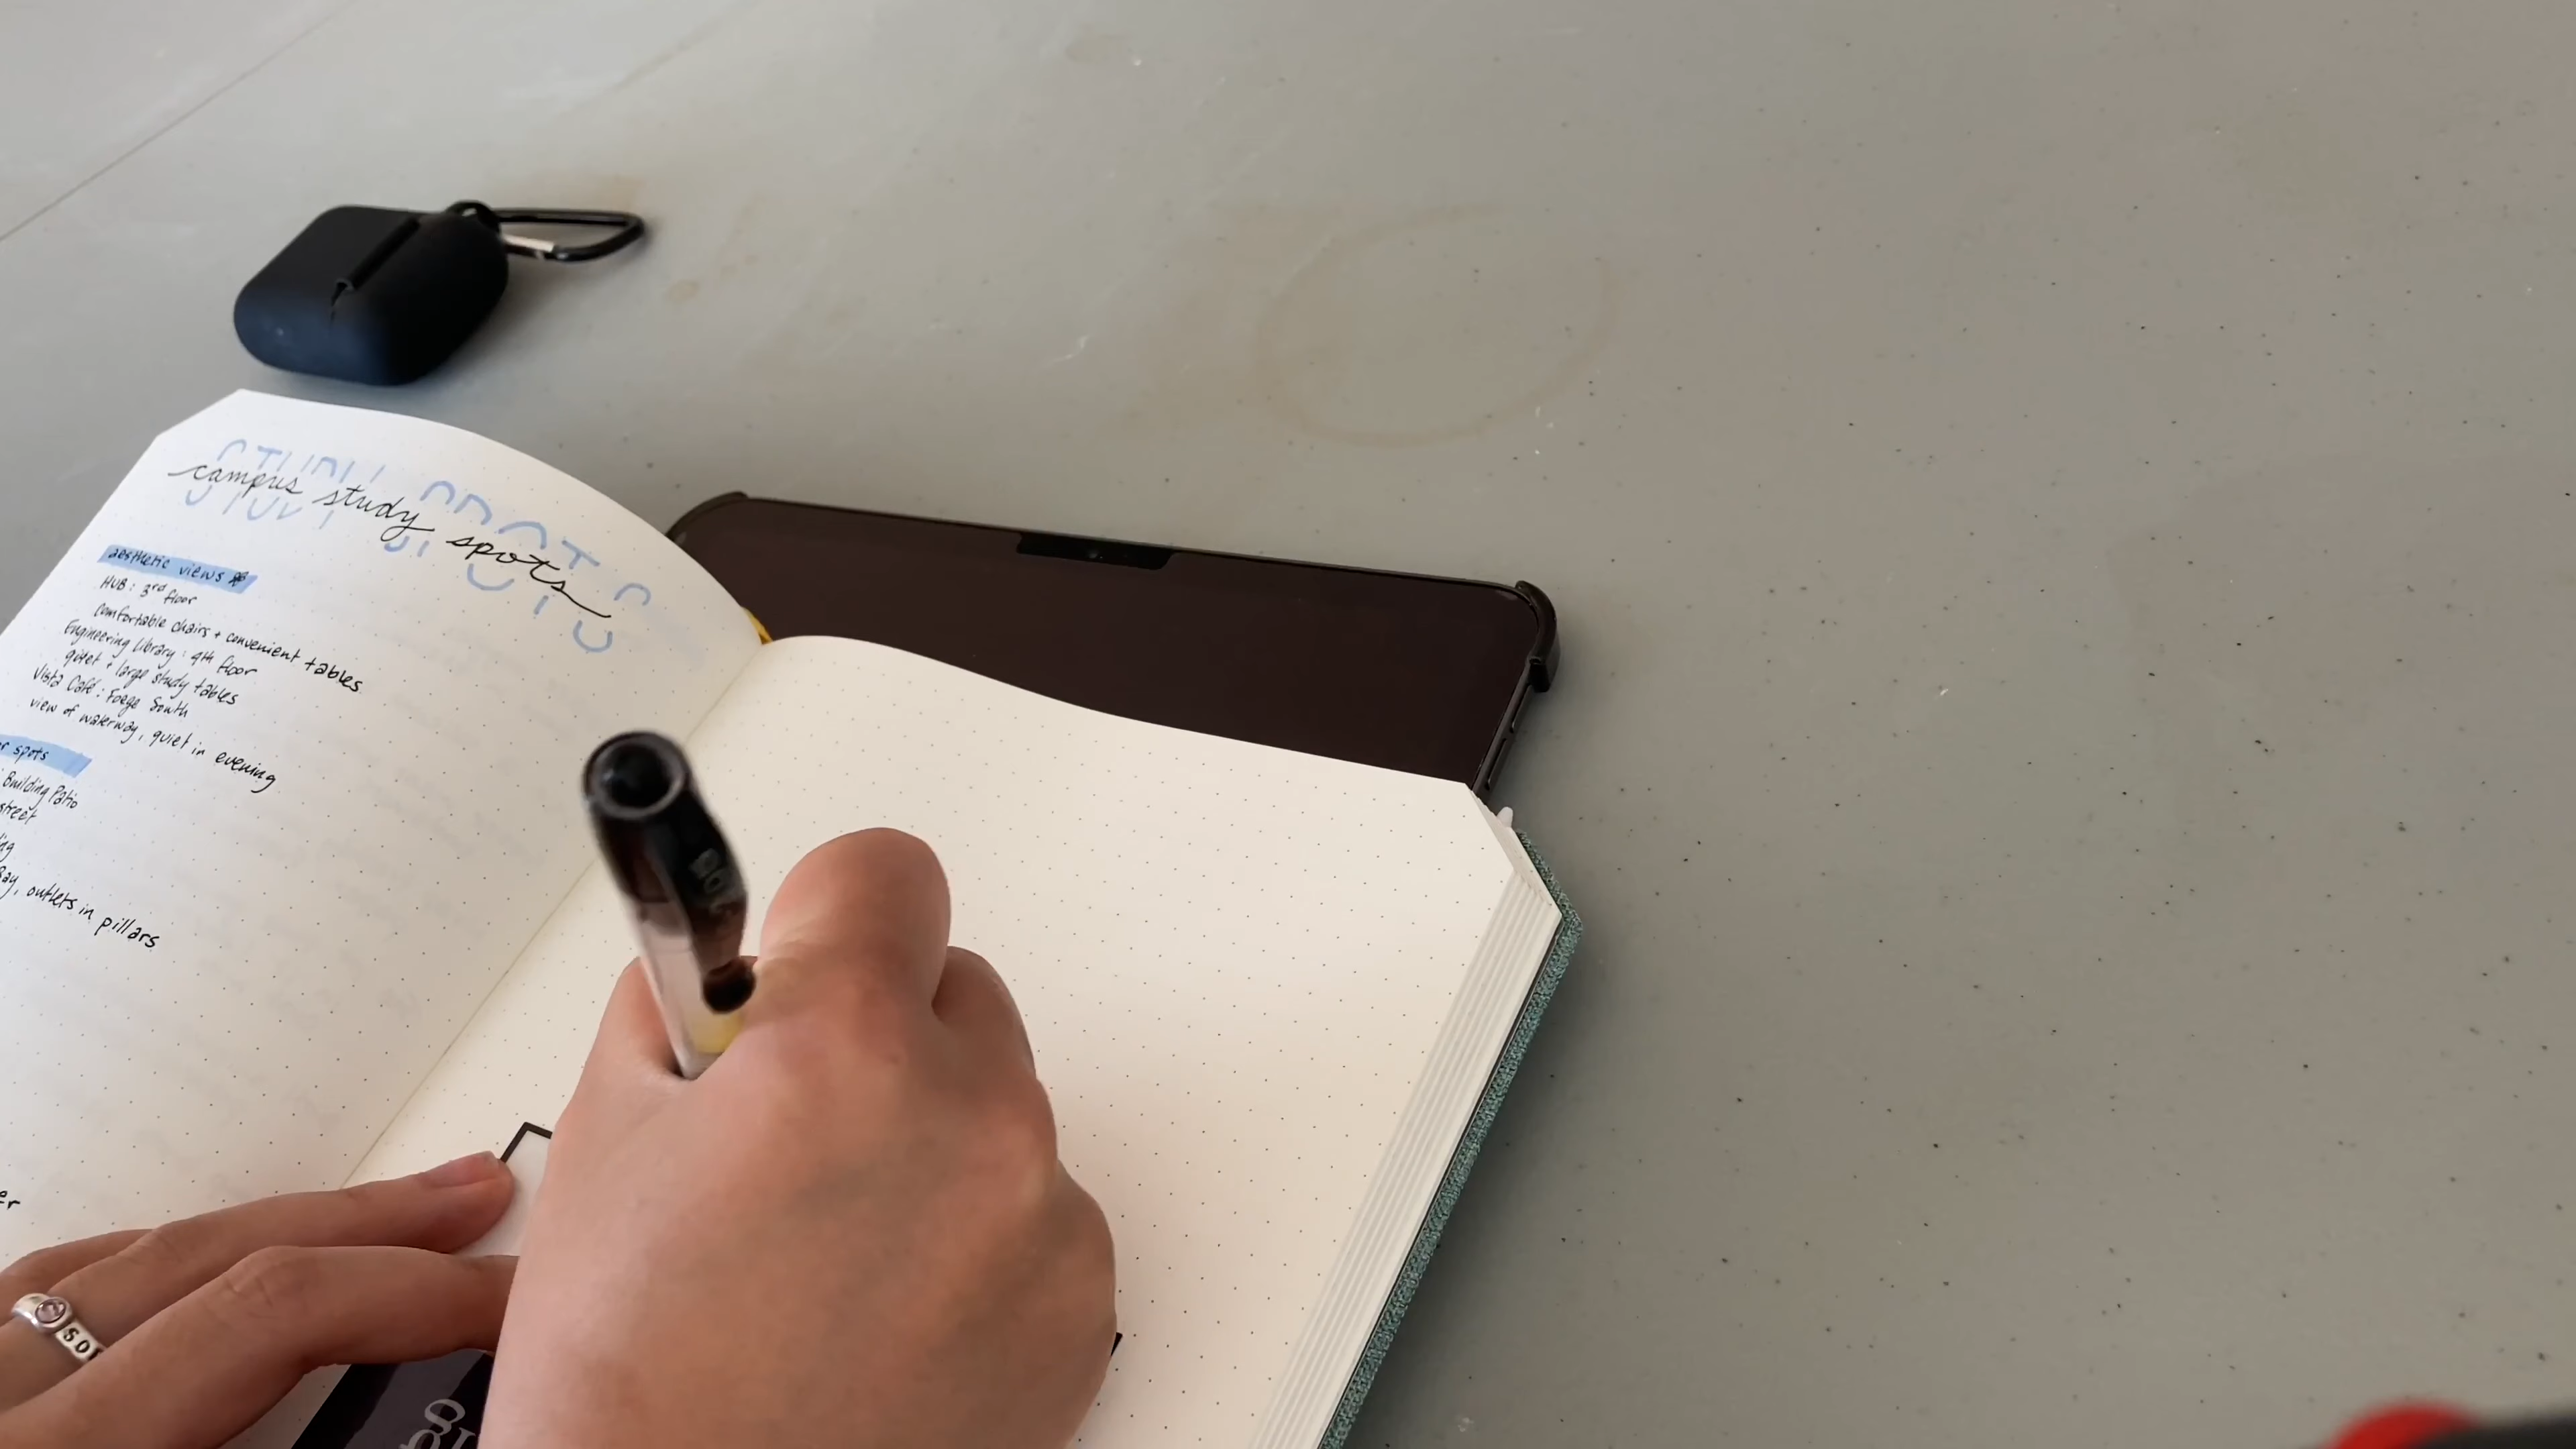 campus study spots
STUDY SPOTS
aesthetic views
HUB: 3rd floor
comfortable chairs + convenient tables
Engineering Library: 4th floor
quiet + large study tables
Vista Café: Forge South
view of waterway, quiet in evening
spots
Building Patio
street
outlets in pillars
er
SO